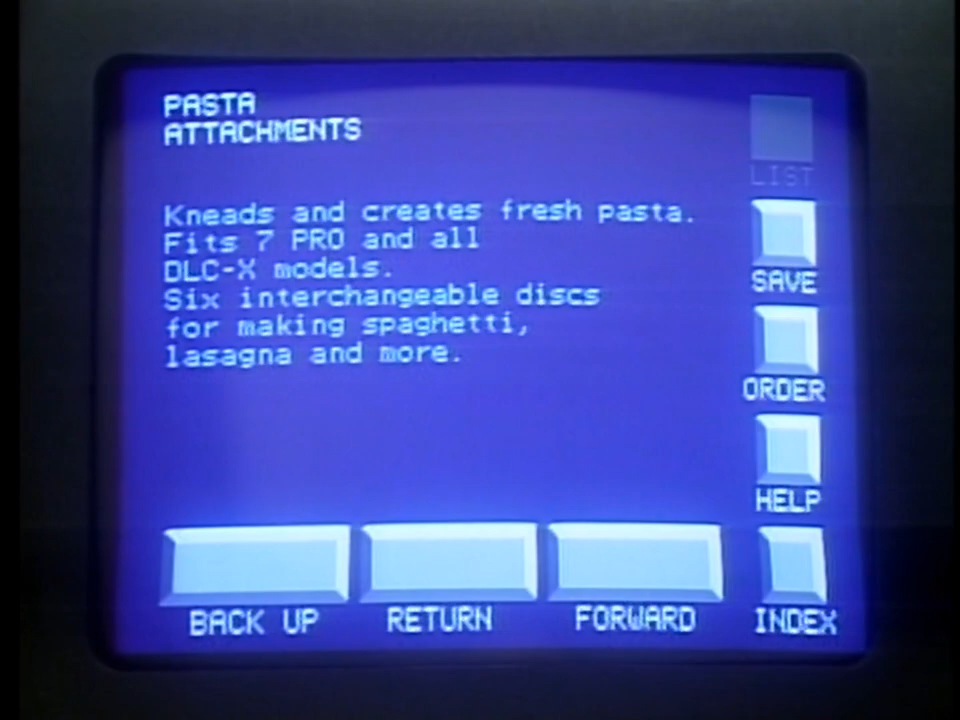 PASTA
ATTACHMENTS
Kneads and creates fresh pasta.
Fits 7 PRO and all
DLC-X models.
Six interchangeable discs
for making spaghetti,
lasagna and more.
LIST
SAVE
ORDER
HELP
BACK UP RETURN FORWARD INDEX